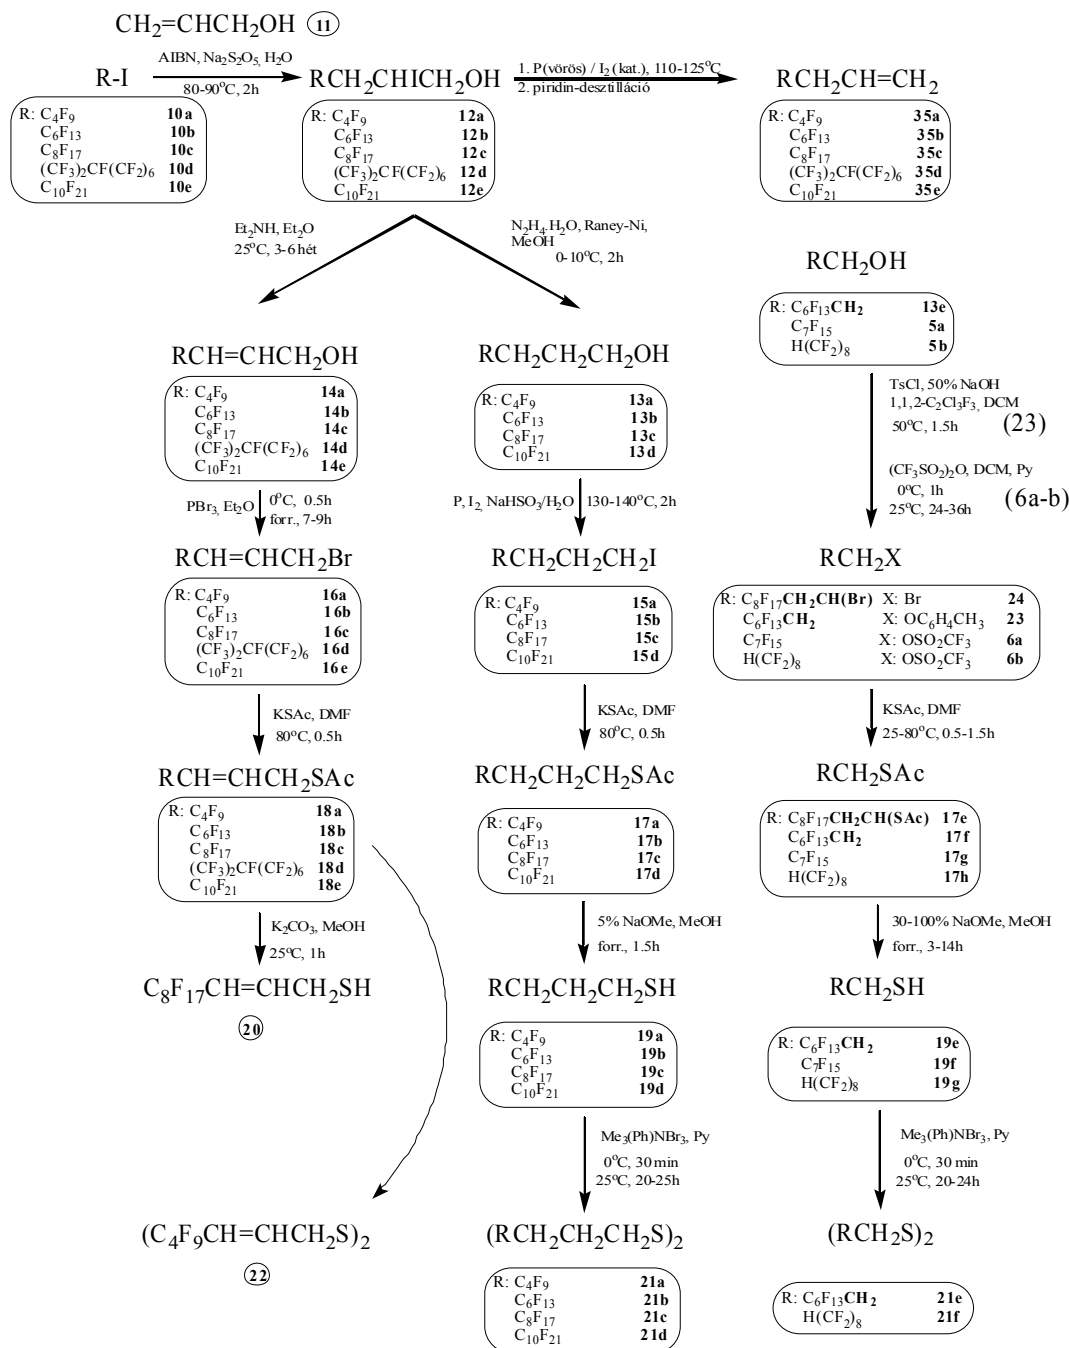 CH2=CHCH2OH 11
AIBN, Na2S2O5, H2O
R-I
80-90°C, 2h
RCH2CHICH2OH
1. P(vörös) / I2 (kat.), 110-125°C
2. piridin-desztilláció
RCH2CH=CH2
R: C4F9 10a
C6F13 10b
C8F17 10c
(CF3)2CF(CF2)6 10d
C10F21 10e
R: C4F9 12a
C6F13 12b
C8F17 12c
(CF3)2CF(CF2)6 12d
C10F21 12e
R: C4F9 35a
C6F13 35b
C8F17 35c
(CF3)2CF(CF2)6 35d
C10F21 35e
Et2NH, Et2O
25°C, 3-6 hét
N2H4.H2O, Raney-Ni,
MeOH
0-10°C, 2h
RCH=CHCH2OH
R: C4F9 14a
C6F13 14b
C8F17 14c
(CF3)2CF(CF2)6 14d
C10F21 14e
PBr3, Et2O
0°C, 0.5h
forr., 7-9h
RCH=CHCH2Br
R: C4F9 16a
C6F13 16b
C8F17 16c
(CF3)2CF(CF2)6 16d
C10F21 16e
KSAc, DMF
80°C, 0.5h
RCH=CHCH2SAc
R: C4F9 18a
C6F13 18b
C8F17 18c
(CF3)2CF(CF2)6 18d
C10F21 18e
K2CO3, MeOH
25°C, 1h
C8F17CH=CHCH2SH
20
(C4F9CH=CHCH2S)2
22
RCH2CH2CH2OH
R: C4F9 13a
C6F13 13b
C8F17 13c
C10F21 13d
P, I2, NaHSO3/H2O
130-140°C, 2h
RCH2CH2CH2I
R: C4F9 15a
C6F13 15b
C8F17 15c
C10F21 15d
KSAc, DMF
80°C, 0.5h
RCH2CH2CH2SAc
R: C4F9 17a
C6F13 17b
C8F17 17c
C10F21 17d
5% NaOMe, MeOH
forr., 1.5h
RCH2CH2CH2SH
R: C4F9 19a
C6F13 19b
C8F17 19c
C10F21 19d
Me3(Ph)NBr3, Py
0°C, 30 min
25°C, 20-25h
(RCH2CH2CH2S)2
R: C4F9 21a
C6F13 21b
C8F17 21c
C10F21 21d
RCH2OH
R: C6F13CH2 13e
C7F15 5a
H(CF2)8 5b
TsCl, 50% NaOH
1,1,2-C2Cl3F3, DCM
50°C, 1.5h
(23)
(CF3SO2)2O, DCM, Py
0°C, 1h
25°C, 24-36h
(6a-b)
RCH2X
R: C8F17CH2CH(Br) X: Br 24
C6F13CH2 X: OC6H4CH3 23
C7F15 X: OSO2CF3 6a
H(CF2)8 X: OSO2CF3 6b
KSAc, DMF
25-80°C, 0.5-1.5h
RCH2SAc
R: C8F17CH2CH(SAc) 17e
C6F13CH2 17f
C7F15 17g
H(CF2)8 17h
30-100% NaOMe, MeOH
forr., 3-14h
RCH2SH
R: C6F13CH2 19e
C7F15 19f
H(CF2)8 19g
Me3(Ph)NBr3, Py
0°C, 30 min
25°C, 20-24h
(RCH2S)2
R: C6F13CH2 21e
H(CF2)8 21f